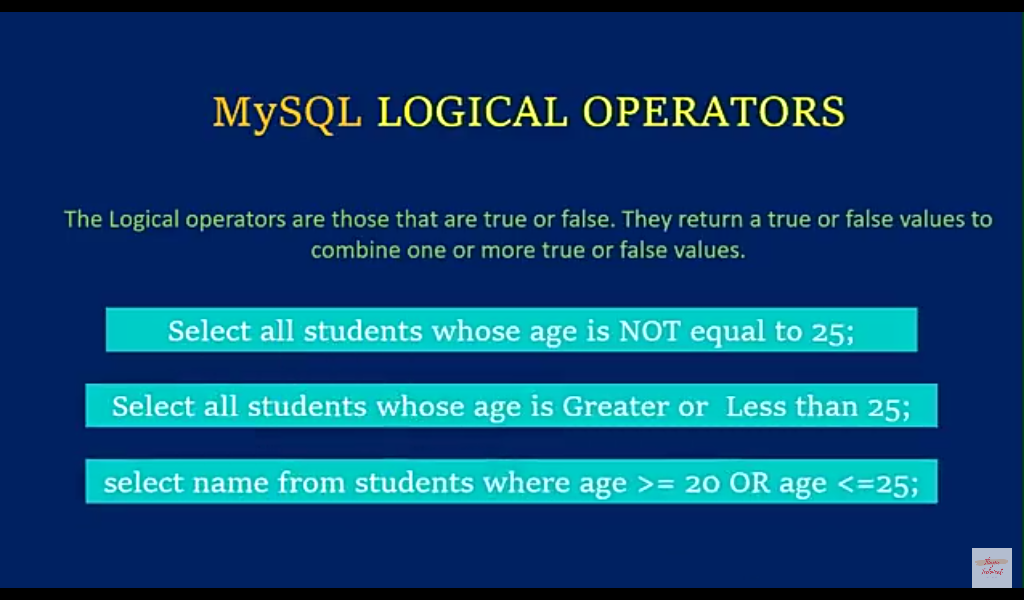 MySQL LOGICAL OPERATORS
The Logical operators are those that are true or false. They return a true or false values to
combine one or more true or false values.
Select all students whose age is NOT equal to 25;
Select all students whose age is Greater or Less than 25;
select name from students where age >= 20 OR age <=25;